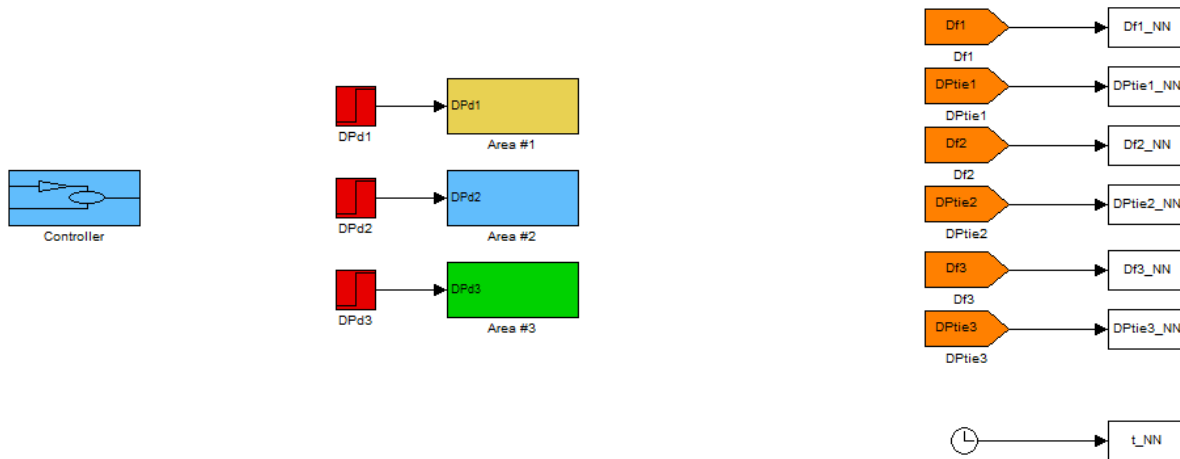 Controller
DPd1
DPd1
Area #1
DPd2
DPd2
Area #2
DPd3
DPd3
Area #3
Df1
Df1
Df1_NN
DPtie1
DPtie1
DPtie1_NN
Df2
Df2
Df2_NN
DPtie2
DPtie2
DPtie2_NN
Df3
Df3
Df3_NN
DPtie3
DPtie3
DPtie3_NN
t_NN